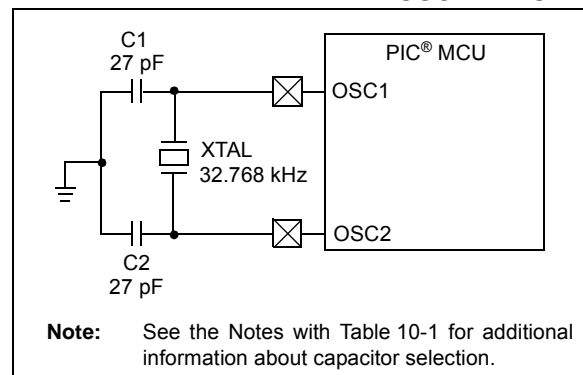 C1
27 pF
PIC® MCU
OSC1
XTAL
32.768 kHz
OSC2
C2
27 pF
Note: See the Notes with Table 10-1 for additional
information about capacitor selection.